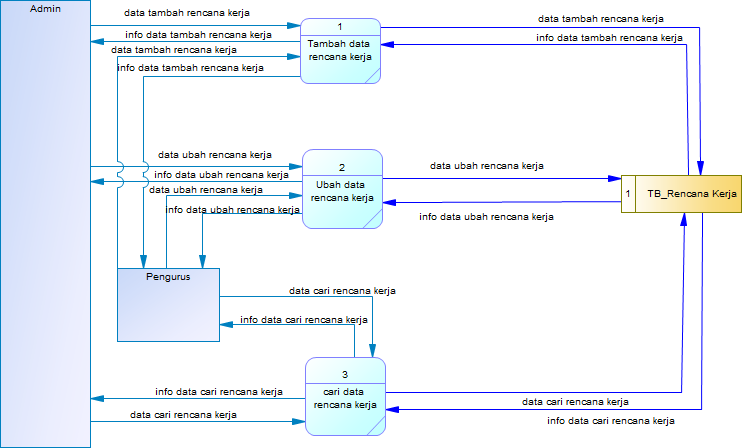 Admin
data tambah rencana kerja
info data tambah rencana kerja
data tambah rencana kerja
info data tambah rencana kerja
1
Tambah data
rencana kerja
data tambah rencana kerja
info data tambah rencana kerja
data ubah rencana kerja
info data ubah rencana kerja
data ubah rencana kerja
info data ubah rencana kerja
2
Ubah data
rencana kerja
data ubah rencana kerja
info data ubah rencana kerja
1 TB_Rencana Kerja
Pengurus
data cari rencana kerja
info data cari rencana kerja
3
cari data
rencana kerja
info data cari rencana kerja
data cari rencana kerja
data cari rencana kerja
info data cari rencana kerja